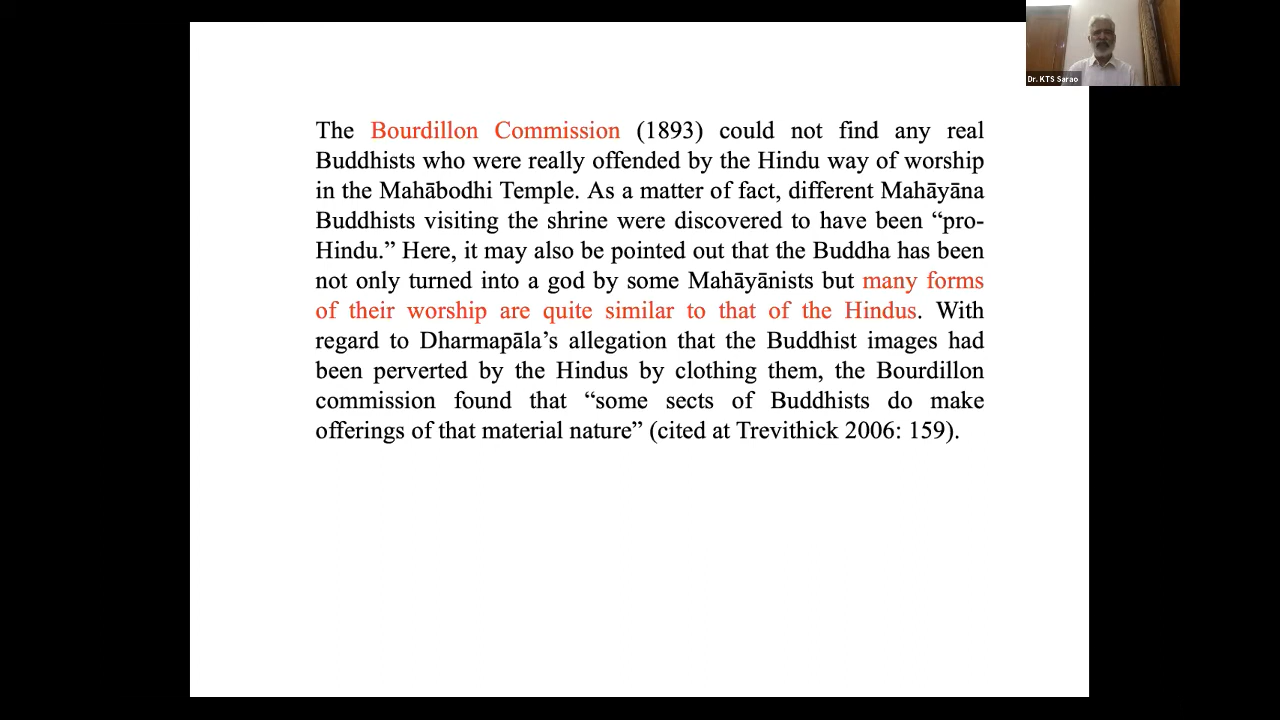 Dr. KTS Sarao
The Bourdillon Commission (1893) could not find any real
Buddhists who were really offended by the Hindu way of worship
in the Mahābodhi Temple. As a matter of fact, different Mahāyāna
Buddhists visiting the shrine were discovered to have been “pro-
Hindu.” Here, it may also be pointed out that the Buddha has been
not only turned into a god by some Mahāyānists but many forms
of their worship are quite similar to that of the Hindus. With
regard to Dharmapāla’s allegation that the Buddhist images had
been perverted by the Hindus by clothing them, the Bourdillon
commission found that “some sects of Buddhists do make
offerings of that material nature” (cited at Trevithick 2006: 159).